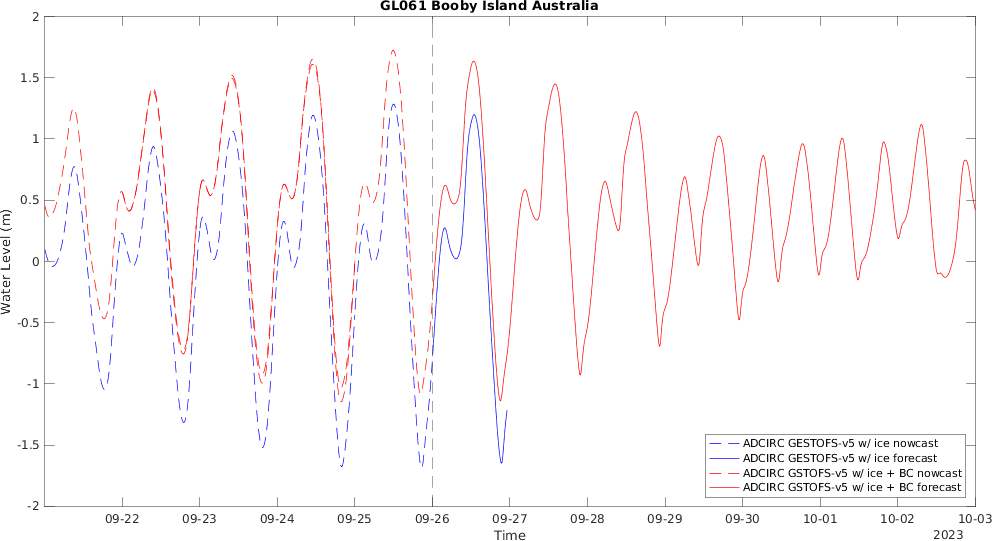 GL061 Booby Island Australia
2
1.5
1
0.5
0
-0.5
-1
-1.5
-2
Water Level (m)
ADCIRC GESTOFS-v5 w/ ice nowcast
ADCIRC GESTOFS-v5 w/ ice forecast
ADCIRC GSTOFS-v5 w/ ice + BC nowcast
ADCIRC GSTOFS-v5 w/ ice + BC forecast
09-22 09-23 09-24 09-25 09-26 09-27 09-28 09-29 09-30 10-01 10-02 10-03
Time
2023